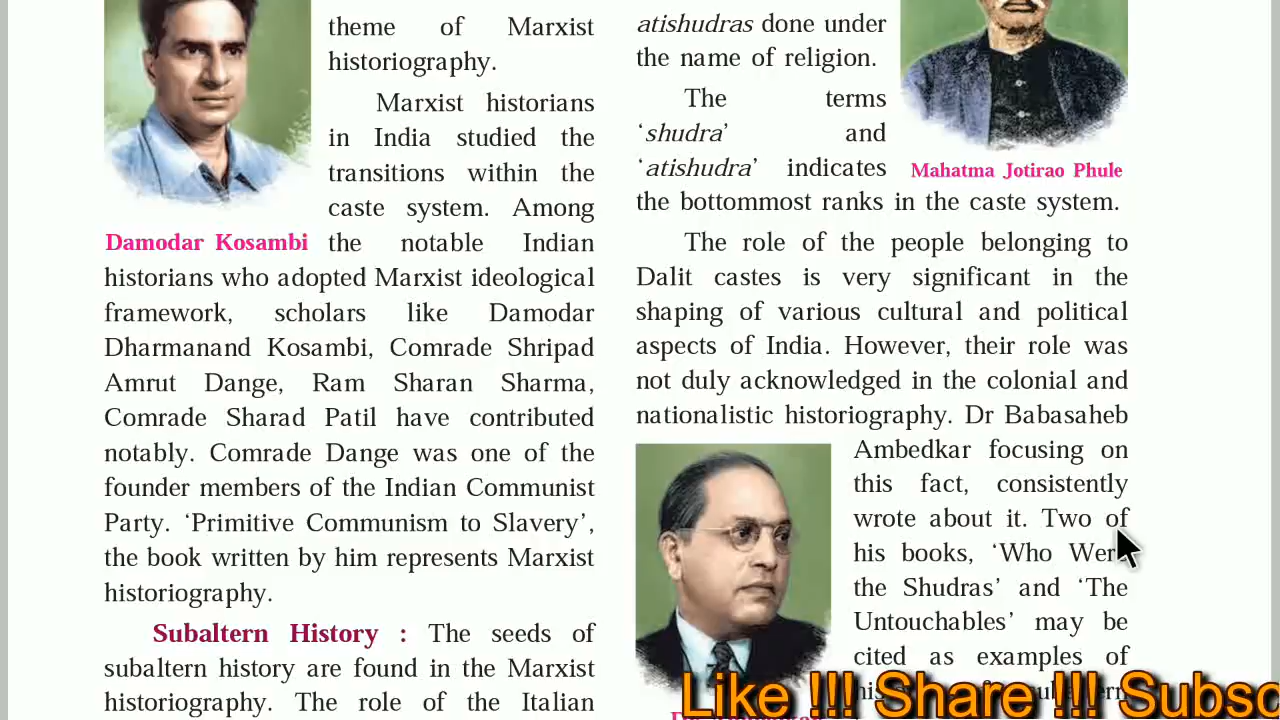 theme of Marxist
historiography.
Marxist historians
in India studied the
transitions within the
caste system. Among
Damodar Kosambi
the notable Indian
historians who adopted Marxist ideological
framework, scholars like Damodar
Dharmanand Kosambi, Comrade Shripad
Amrut Dange, Ram Sharan Sharma,
Comrade Sharad Patil have contributed
notably. Comrade Dange was one of the
founder members of the Indian Communist
Party. ‘Primitive Communism to Slavery’,
the book written by him represents Marxist
historiography.
Subaltern History : The seeds of
subaltern history are found in the Marxist
historiography. The role of the Italian
atishudras done under
the name of religion.
The terms
‘shudra’ and
‘atishudra’ indicates
Mahatma Jotirao Phule
the bottommost ranks in the caste system.
The role of the people belonging to
Dalit castes is very significant in the
shaping of various cultural and political
aspects of India. However, their role was
not duly acknowledged in the colonial and
nationalistic historiography. Dr Babasaheb
Ambedkar focusing on
this fact, consistently
wrote about it. Two of
his books, ‘Who Were
the Shudras’ and ‘The
Untouchables’ may be
cited as examples of
Like !!! Share !!! Subsc